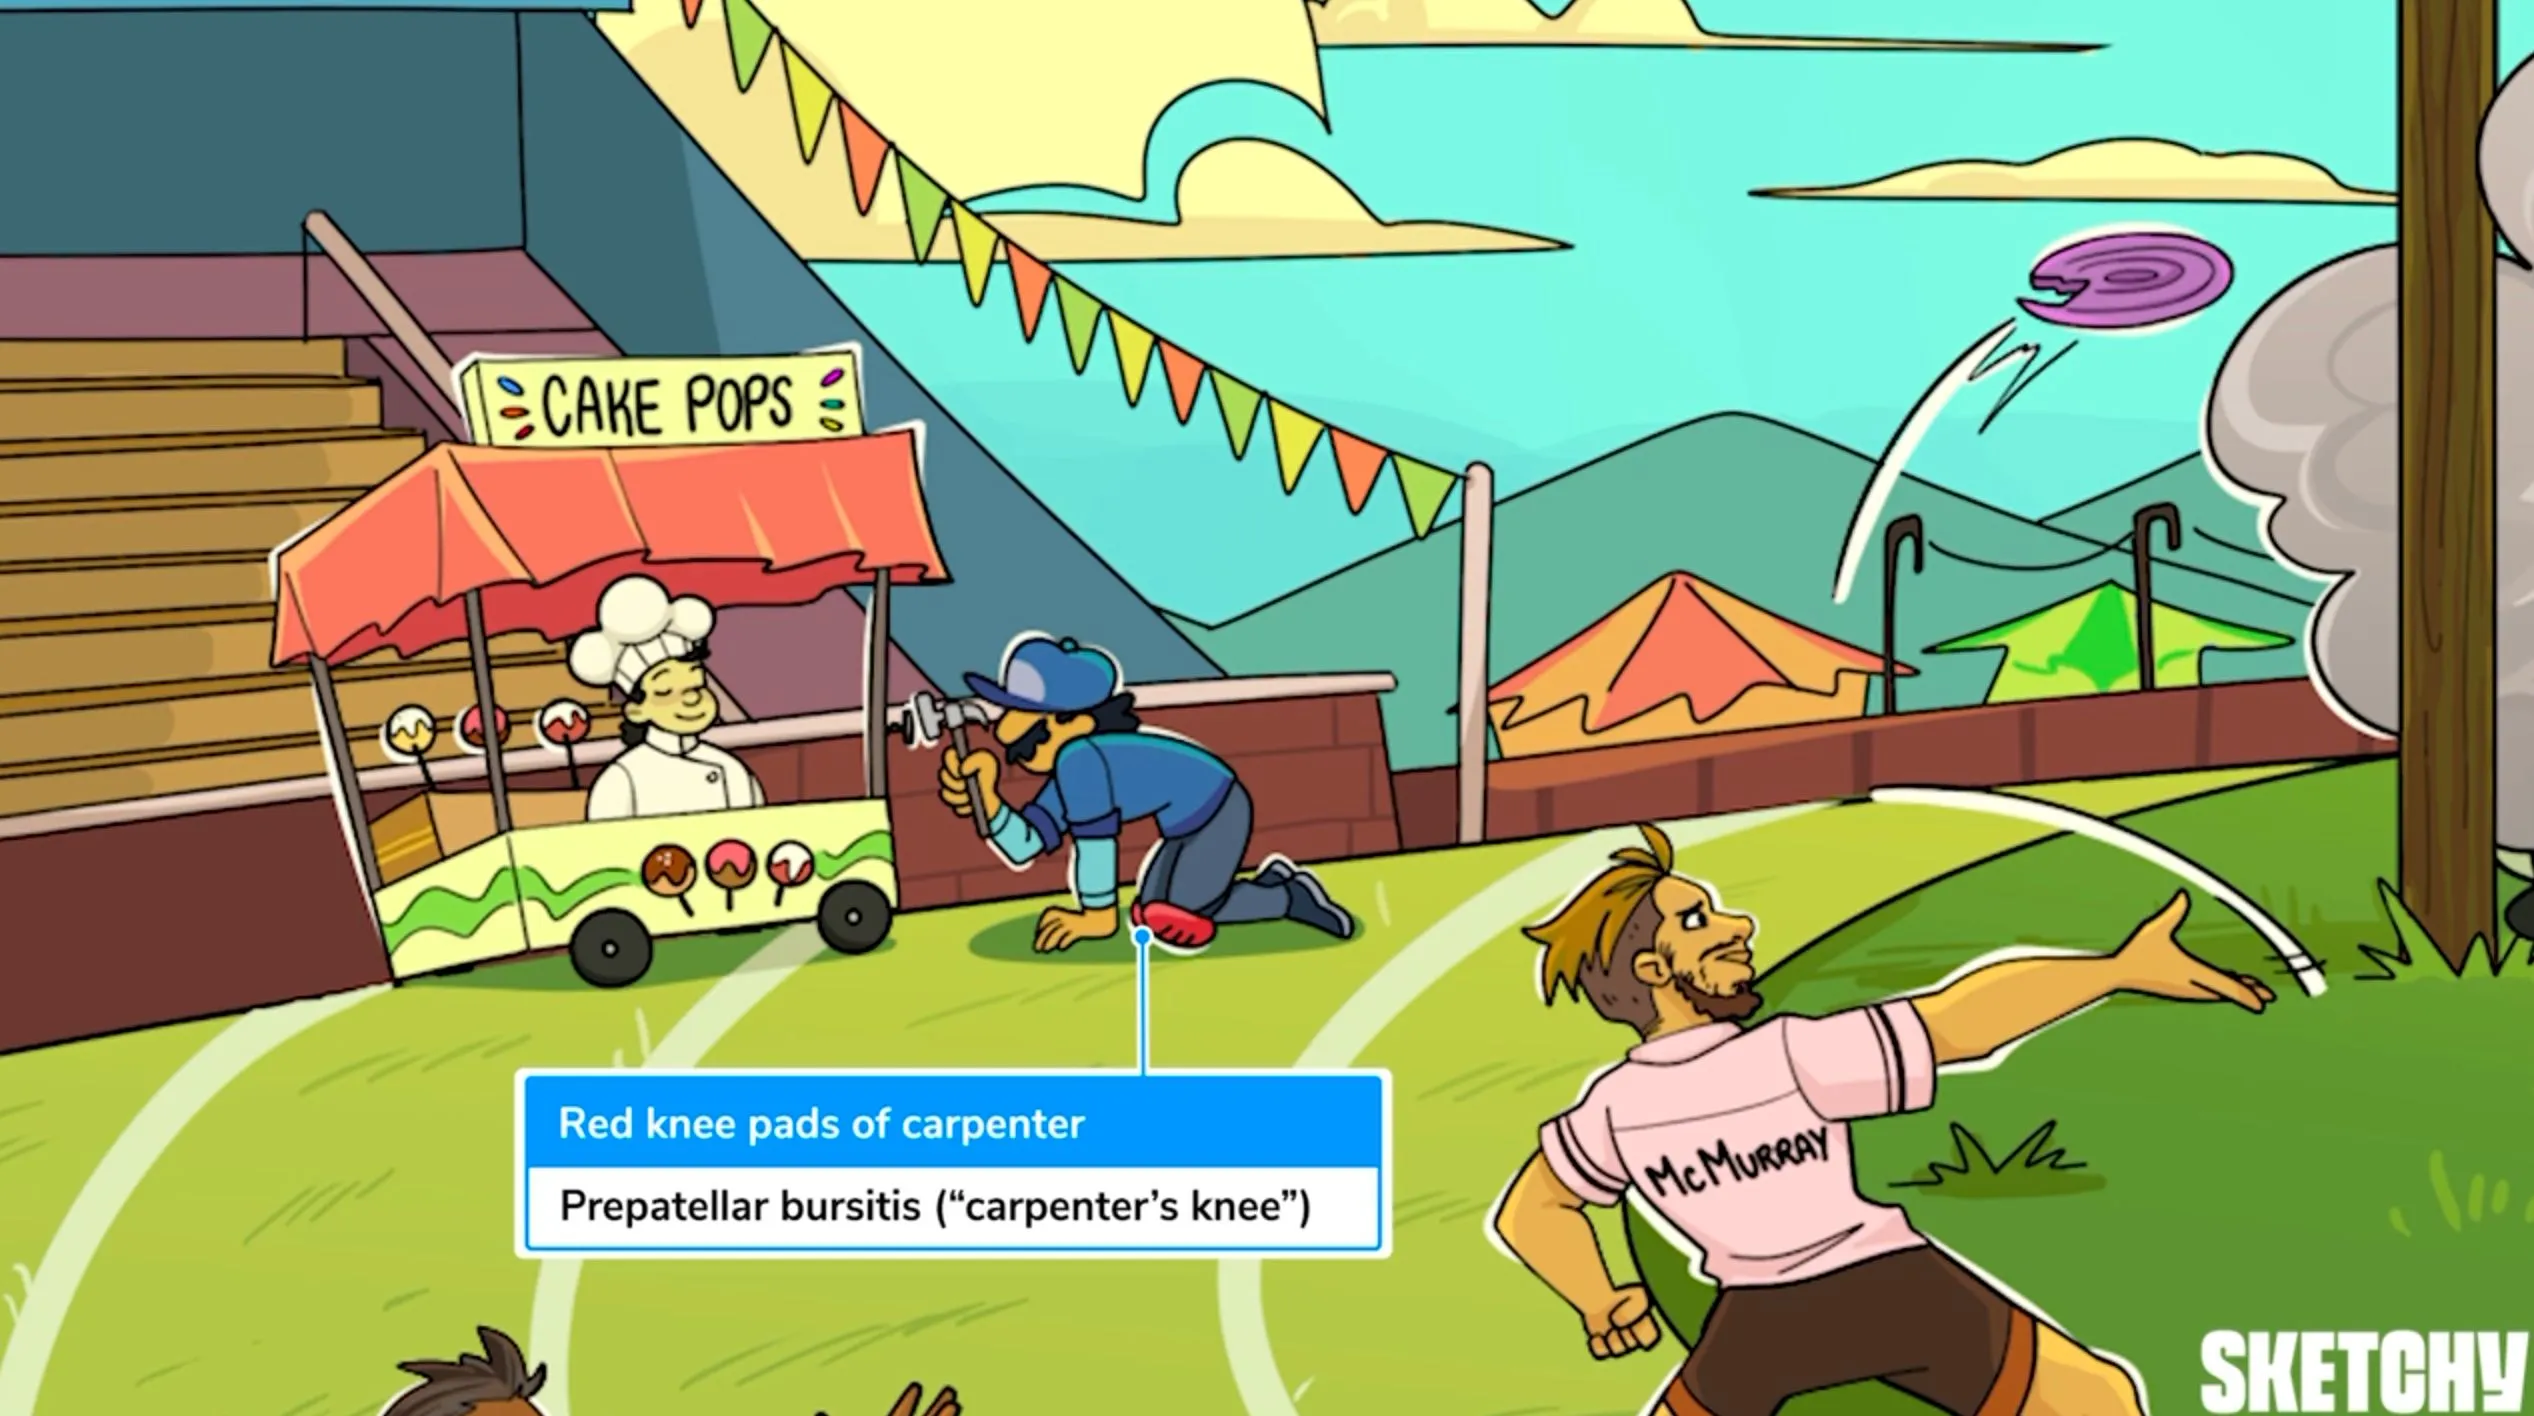 CAKE POPS
Red knee pads of carpenter
Prepatellar bursitis (“carpenter’s knee”)
McMURRAY
SKETCHY